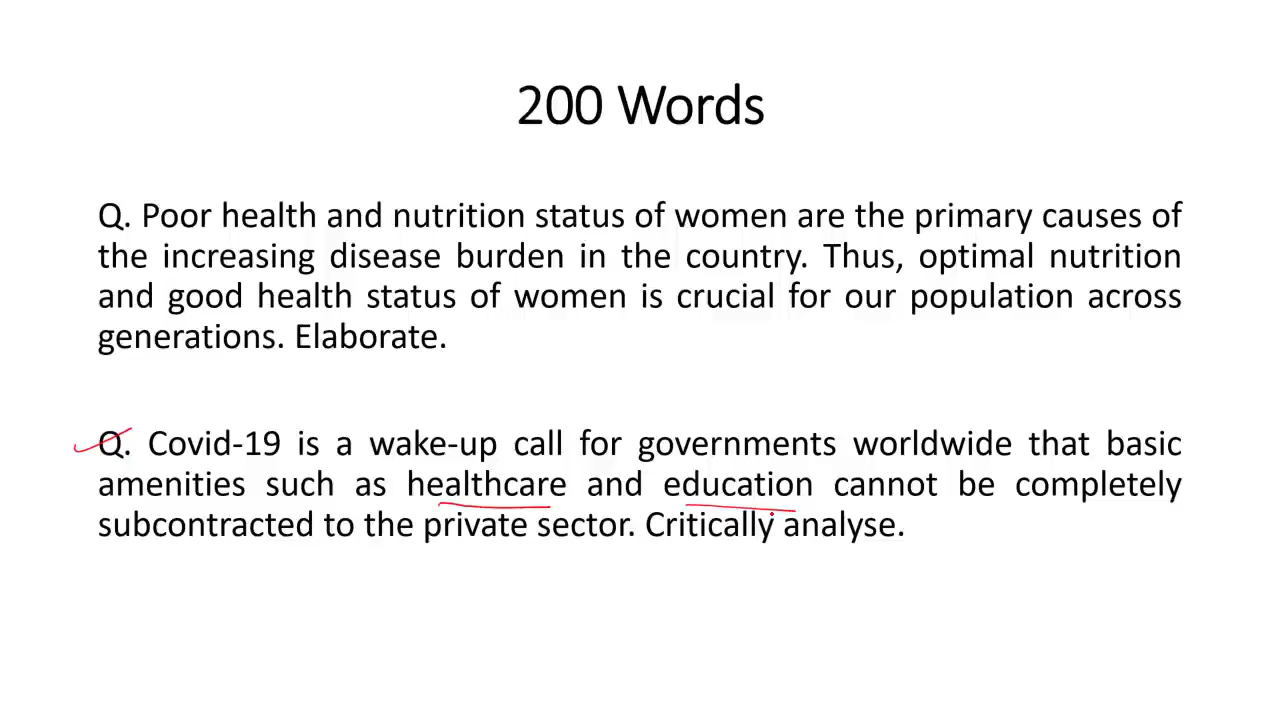 200 Words
Q. Poor health and nutrition status of women are the primary causes of
the increasing disease burden in the country. Thus, optimal nutrition
and good health status of women is crucial for our population across
generations. Elaborate.
Q. Covid-19 is a wake-up call for governments worldwide that basic
amenities such as healthcare and education cannot be completely
subcontracted to the private sector. Critically analyse.